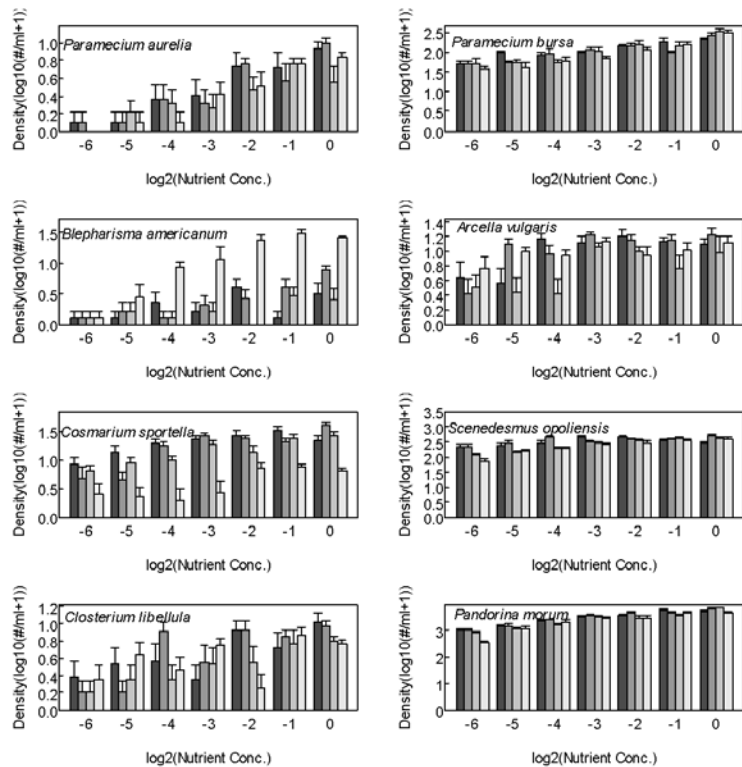 Density(log10(#/ml+1))
1.0
0.8
0.6
0.4
0.2
0.0
Paramecium aurelia
-6 -5 -4 -3 -2 -1 0
log2(Nutrient Conc.)
Density(log10(#/ml+1))
2.5
2.0
1.5
1.0
0.5
0.0
Paramecium bursa
-6 -5 -4 -3 -2 -1 0
log2(Nutrient Conc.)
Density(log10(#/ml+1))
1.5
1.0
0.5
0.0
Blepharisma americanum
-6 -5 -4 -3 -2 -1 0
log2(Nutrient Conc.)
Density(log10(#/ml+1))
1.4
1.2
1.0
0.8
0.6
0.4
0.2
0.0
Arcella vulgaris
-6 -5 -4 -3 -2 -1 0
log2(Nutrient Conc.)
Density(log10(#/ml+1))
1.5
1.0
0.5
0.0
Cosmarium sportella
-6 -5 -4 -3 -2 -1 0
log2(Nutrient Conc.)
Density(log10(#/ml+1))
3.5
3.0
2.5
2.0
1.5
1.0
0.5
0.0
Scenedesmus opoliensis
-6 -5 -4 -3 -2 -1 0
log2(Nutrient Conc.)
Density(log10(#/ml+1))
1.2
1.0
0.8
0.6
0.4
0.2
0.0
Closterium libellula
-6 -5 -4 -3 -2 -1 0
log2(Nutrient Conc.)
Density(log10(#/ml+1))
3
2
1
0
Pandorina morum
-6 -5 -4 -3 -2 -1 0
log2(Nutrient Conc.)